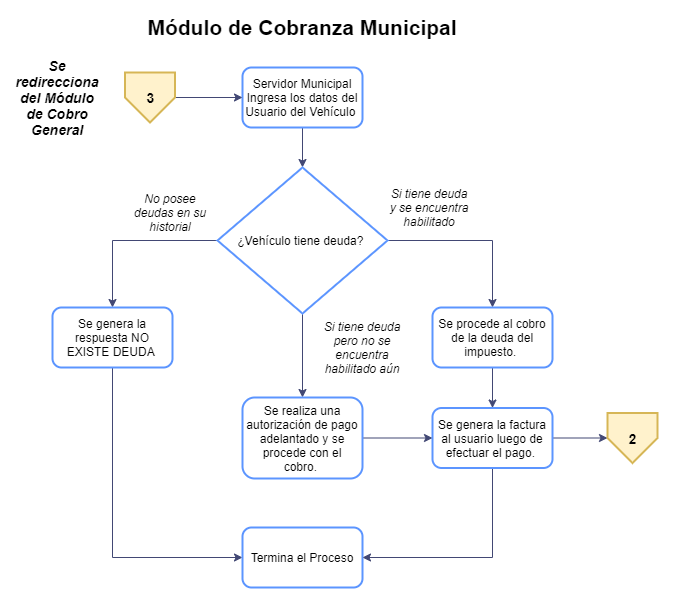 Módulo de Cobranza Municipal
Se
redirecciona
del Módulo
de Cobro
General
3
Servidor Municipal
Ingresa los datos del
Usuario del Vehículo
No posee
deudas en su
historial
Si tiene deuda
y se encuentra
habilitado
¿Vehículo tiene deuda?
Se genera la
respuesta NO
EXISTE DEUDA
Si tiene deuda
pero no se
encuentra
habilitado aún
Se procede al cobro
de la deuda del
impuesto.
Se realiza una
autorización de pago
adelantado y se
procede con el
cobro.
Se genera la factura
al usuario luego de
efectuar el pago.
2
Termina el Proceso